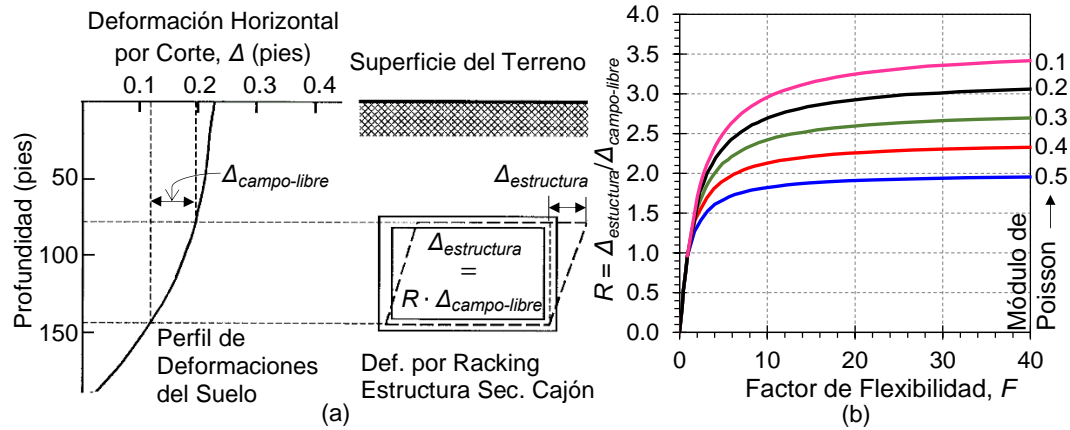 Deformación Horizontal
por Corte, Δ (pies)
0.1 0.2 0.3 0.4
Superficie del Terreno
Profundidad (pies)
50
100
150
Δcampo-libre
Δestructura
Δestructura
=
R · Δcampo-libre
Perfil de
Deformaciones
del Suelo
Def. por Racking
Estructura Sec. Cajón
(a)
R = Δestuctura/Δcampo-libre
4.0
3.5
3.0
2.5
2.0
1.5
1.0
0.5
0.0
0 10 20 30 40
Factor de Flexibilidad, F
0.1
0.2
0.3
0.4
0.5
Módulo de
Poisson
(b)